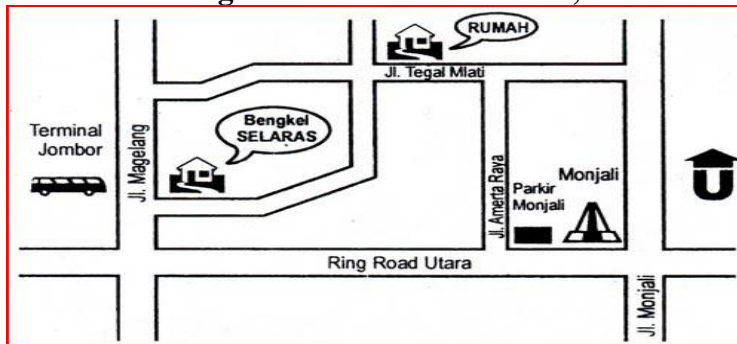 RUMAH
Jl. Tegal Mlati
Bengkel
SELARAS
Terminal
Jombor
Jl. Magelang
Jl. Amerta Raya
Parkir
Monjali
Monjali
U
Ring Road Utara
Jl. Monjali